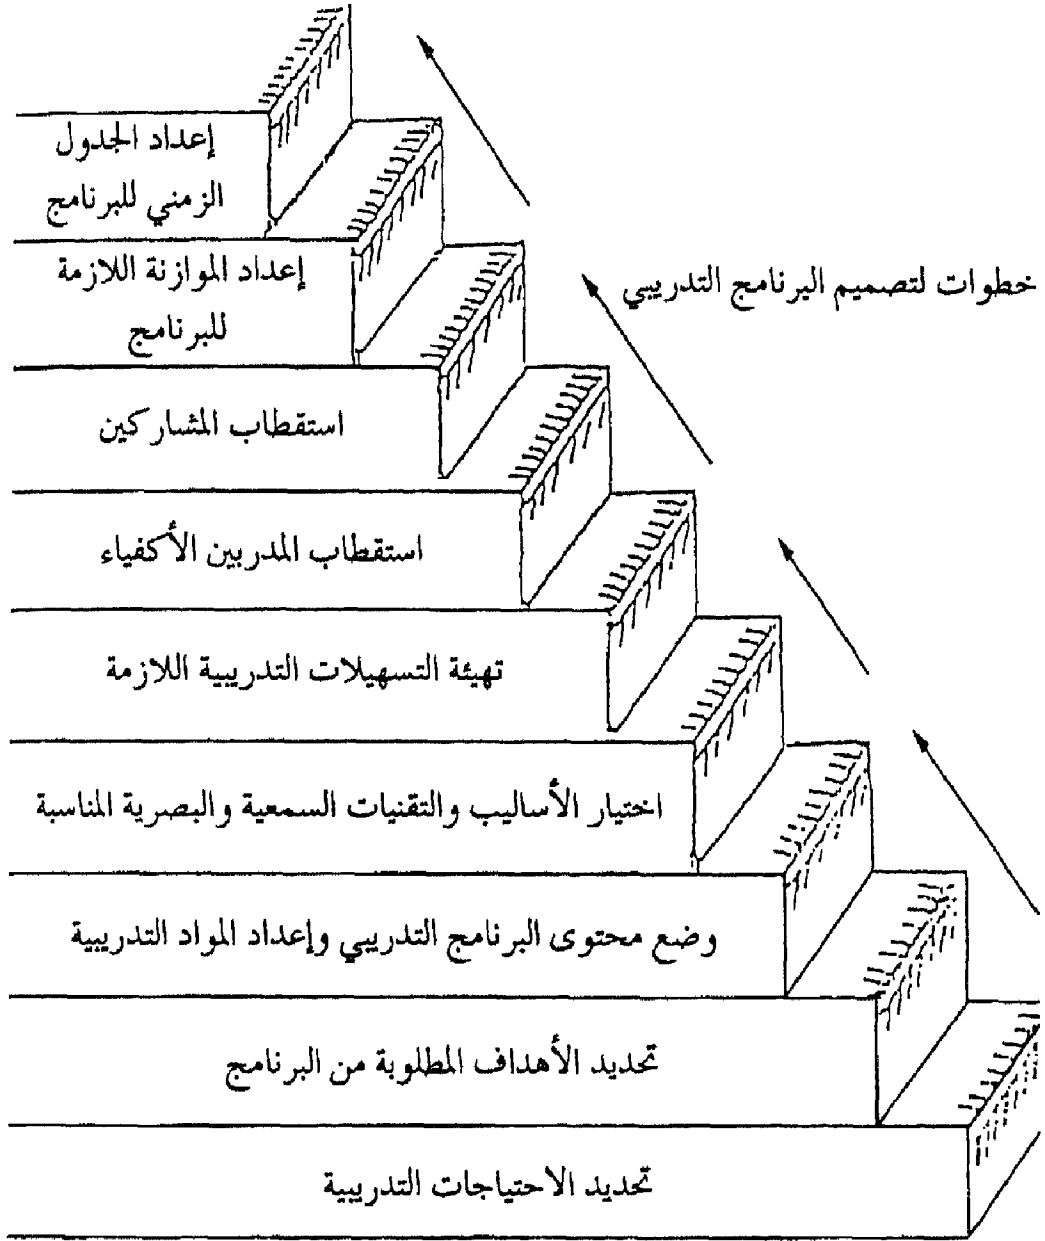 إعداد الجدول
الزمني للبرنامج
إعداد الموازنة اللازمة
للبرنامج
خطوات لتصميم البرنامج التدريبي
استقطاب المشاركين
استقطاب المدربين الأكفياء
تهيئة التسهيلات التدريبية اللازمة
اختيار الأساليب والتقنيات السمعية والبصرية المناسبة
وضع محتوى البرنامج التدريبي وإعداد المواد التدريبية
تحديد الأهداف المطلوبة من البرنامج
تحديد الاحتياجات التدريبية